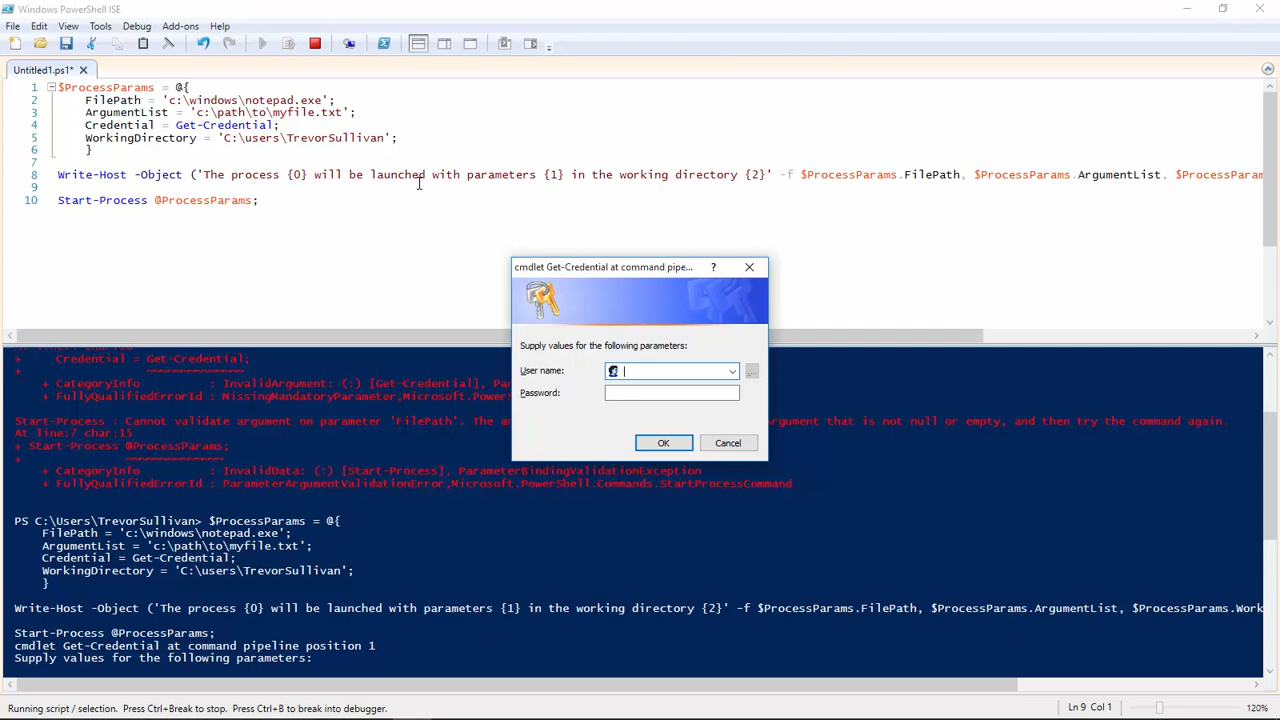 Windows PowerShell ISE
File Edit View Tools Debug Add-ons Help
Untitled1.ps1*
1 $ProcessParams = @{
2 FilePath = 'c:\windows\notepad.exe';
3 ArgumentList = 'c:\path\to\myfile.txt';
4 Credential = Get-Credential;
5 WorkingDirectory = 'C:\users\TrevorSullivan';
6 }
7
8 Write-Host -Object ('The process {0} will be launched with parameters {1} in the working directory {2}' -f $ProcessParams.FilePath, $ProcessParams.ArgumentList, $ProcessParam
9
10 Start-Process @ProcessParams;
cmdlet Get-Credential at command pipe...
?
Supply values for the following parameters:
User name:
...
Password:
OK Cancel
+ Credential = Get-Credential;
+ ~~~~~~~~~~~~~~
+ CategoryInfo : InvalidArgument: (:) [Get-Credential], Pa
+ FullyQualifiedErrorId : MissingMandatoryParameter,Microsoft.PowerS
Start-Process : Cannot validate argument on parameter 'FilePath'. The ar rgument that is not null or empty, and then try the command again.
At line:7 char:15
+ Start-Process @ProcessParams;
+ ~~~~~~~~~~~~~~
+ CategoryInfo : InvalidData: (:) [Start-Process], ParameterBindingValidationException
+ FullyQualifiedErrorId : ParameterArgumentValidationError,Microsoft.PowerShell.Commands.StartProcessCommand
PS C:\Users\TrevorSullivan> $ProcessParams = @{
FilePath = 'c:\windows\notepad.exe';
ArgumentList = 'c:\path\to\myfile.txt';
Credential = Get-Credential;
WorkingDirectory = 'C:\users\TrevorSullivan';
}
Write-Host -Object ('The process {0} will be launched with parameters {1} in the working directory {2}' -f $ProcessParams.FilePath, $ProcessParams.ArgumentList, $ProcessParams.Work
Start-Process @ProcessParams;
cmdlet Get-Credential at command pipeline position 1
Supply values for the following parameters:
Running script / selection. Press Ctrl+Break to stop. Press Ctrl+B to break into debugger. Ln 9 Col 1 120%